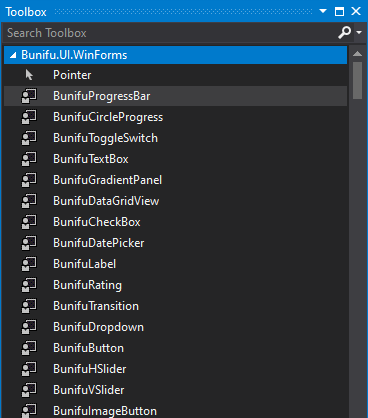 Toolbox
Search Toolbox
Bunifu.UI.WinForms
Pointer
BunifuProgressBar
BunifuCircleProgress
BunifuToggleSwitch
BunifuTextBox
BunifuGradientPanel
BunifuDataGridView
BunifuCheckBox
BunifuDatePicker
BunifuLabel
BunifuRating
BunifuTransition
BunifuDropdown
BunifuButton
BunifuHSlider
BunifuVSlider
BunifuImageButton